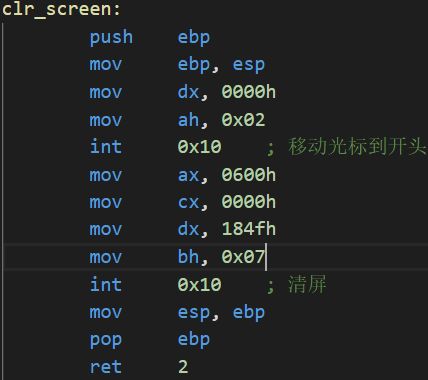 clr_screen:
push ebp
mov ebp, esp
mov dx, 0000h
mov ah, 0x02
int 0x10 ; 移动光标到开头
mov ax, 0600h
mov cx, 0000h
mov dx, 184fh
mov bh, 0x07
int 0x10 ; 清屏
mov esp, ebp
pop ebp
ret 2